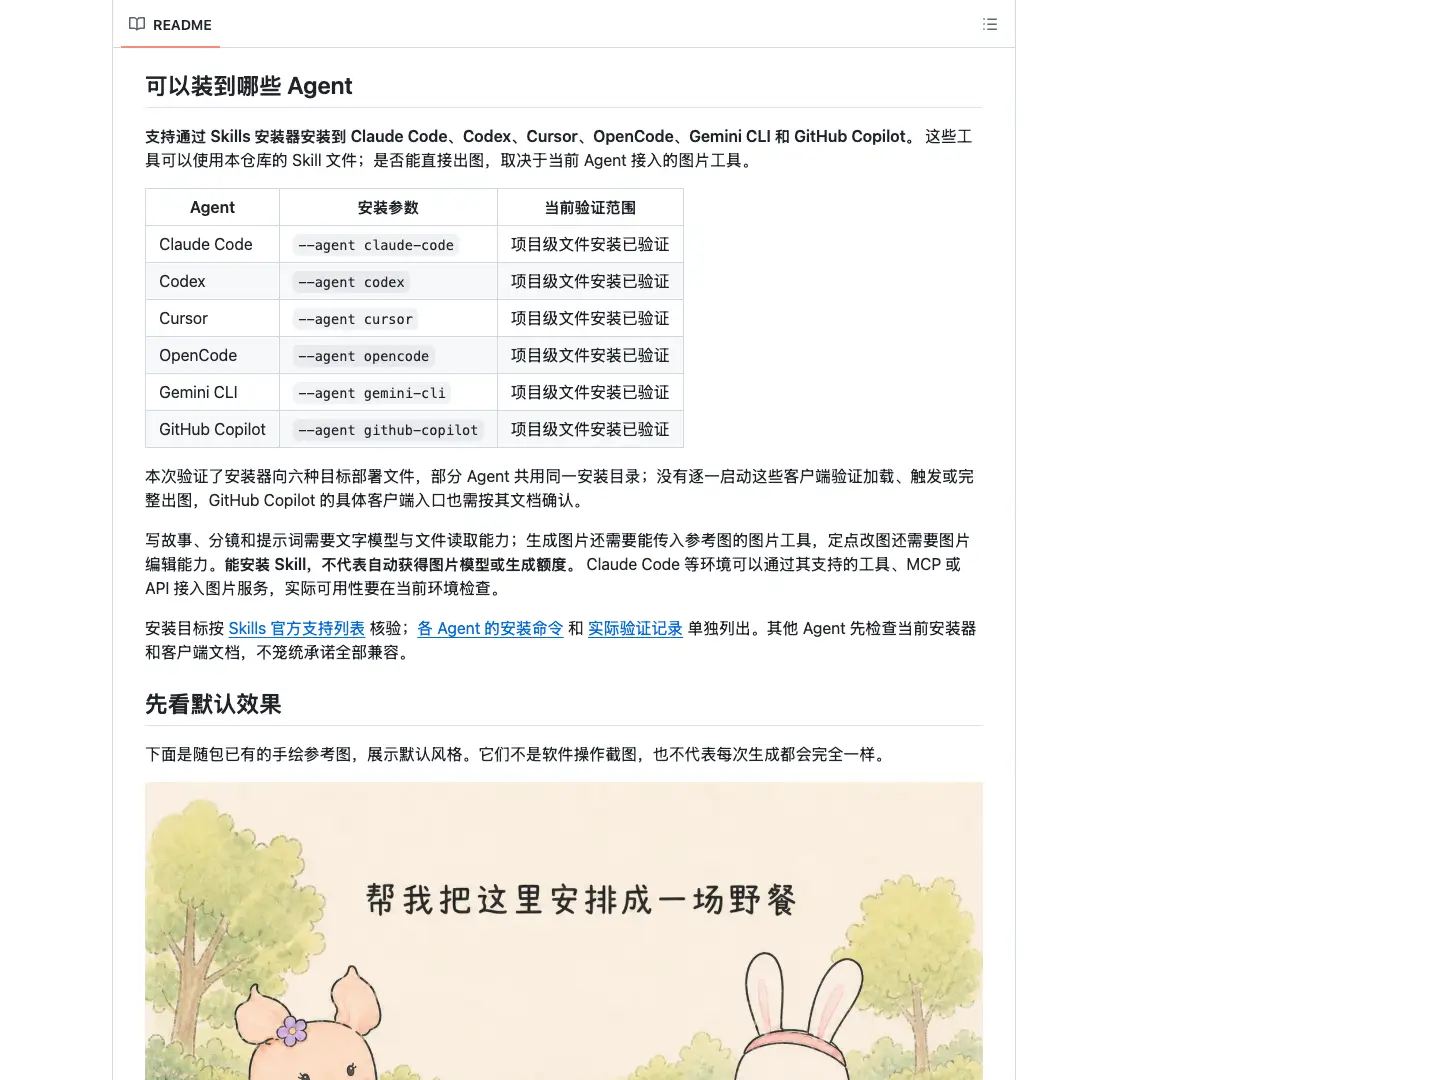 README
可以装到哪些 Agent
支持通过 Skills 安装器安装到 Claude Code、Codex、Cursor、OpenCode、Gemini CLI 和 GitHub Copilot。 这些工
具可以使用本仓库的 Skill 文件；是否能直接出图，取决于当前 Agent 接入的图片工具。
Agent 安装参数 当前验证范围
Claude Code --agent claude-code 项目级文件安装已验证
Codex --agent codex 项目级文件安装已验证
Cursor --agent cursor 项目级文件安装已验证
OpenCode --agent opencode 项目级文件安装已验证
Gemini CLI --agent gemini-cli 项目级文件安装已验证
GitHub Copilot --agent github-copilot 项目级文件安装已验证
本次验证了安装器向六种目标部署文件，部分 Agent 共用同一安装目录；没有逐一启动这些客户端验证加载、触发或完
整出图，GitHub Copilot 的具体客户端入口也需按其文档确认。
写故事、分镜和提示词需要文字模型与文件读取能力；生成图片还需要能传入参考图的图片工具，定点改图还需要图片
编辑能力。能安装 Skill，不代表自动获得图片模型或生成额度。 Claude Code 等环境可以通过其支持的工具、MCP 或
API 接入图片服务，实际可用性要在当前环境检查。
安装目标按 Skills 官方支持列表 核验；各 Agent 的安装命令 和 实际验证记录 单独列出。其他 Agent 先检查当前安装器
和客户端文档，不笼统承诺全部兼容。
先看默认效果
下面是随包已有的手绘参考图，展示默认风格。它们不是软件操作截图，也不代表每次生成都会完全一样。
帮我把这里安排成一场野餐